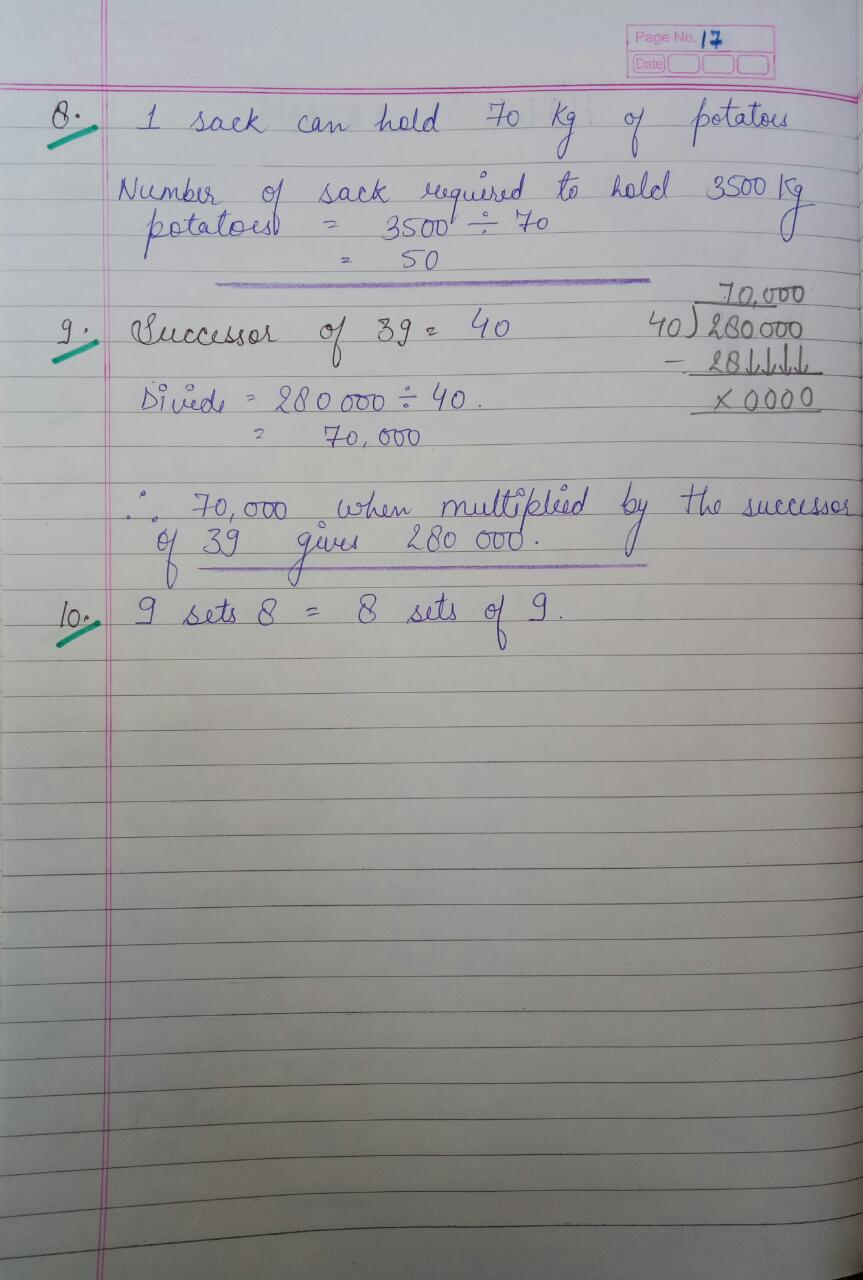 Page No. 17
Date
8. 1 sack can hold 70 Kg of potatoes
Number of sack required to hold 3500 Kg
potatoes = 3500 ÷ 70
= 50
70,000
9. Successor of 39 = 40 40)280000
- 28↓↓↓↓
Divide = 280 000 ÷ 40. x 0000
= 70,000
∴ 70,000 when multiplied by the successor
of 39 gives 280 000.
10. 9 sets 8 = 8 sets of 9.